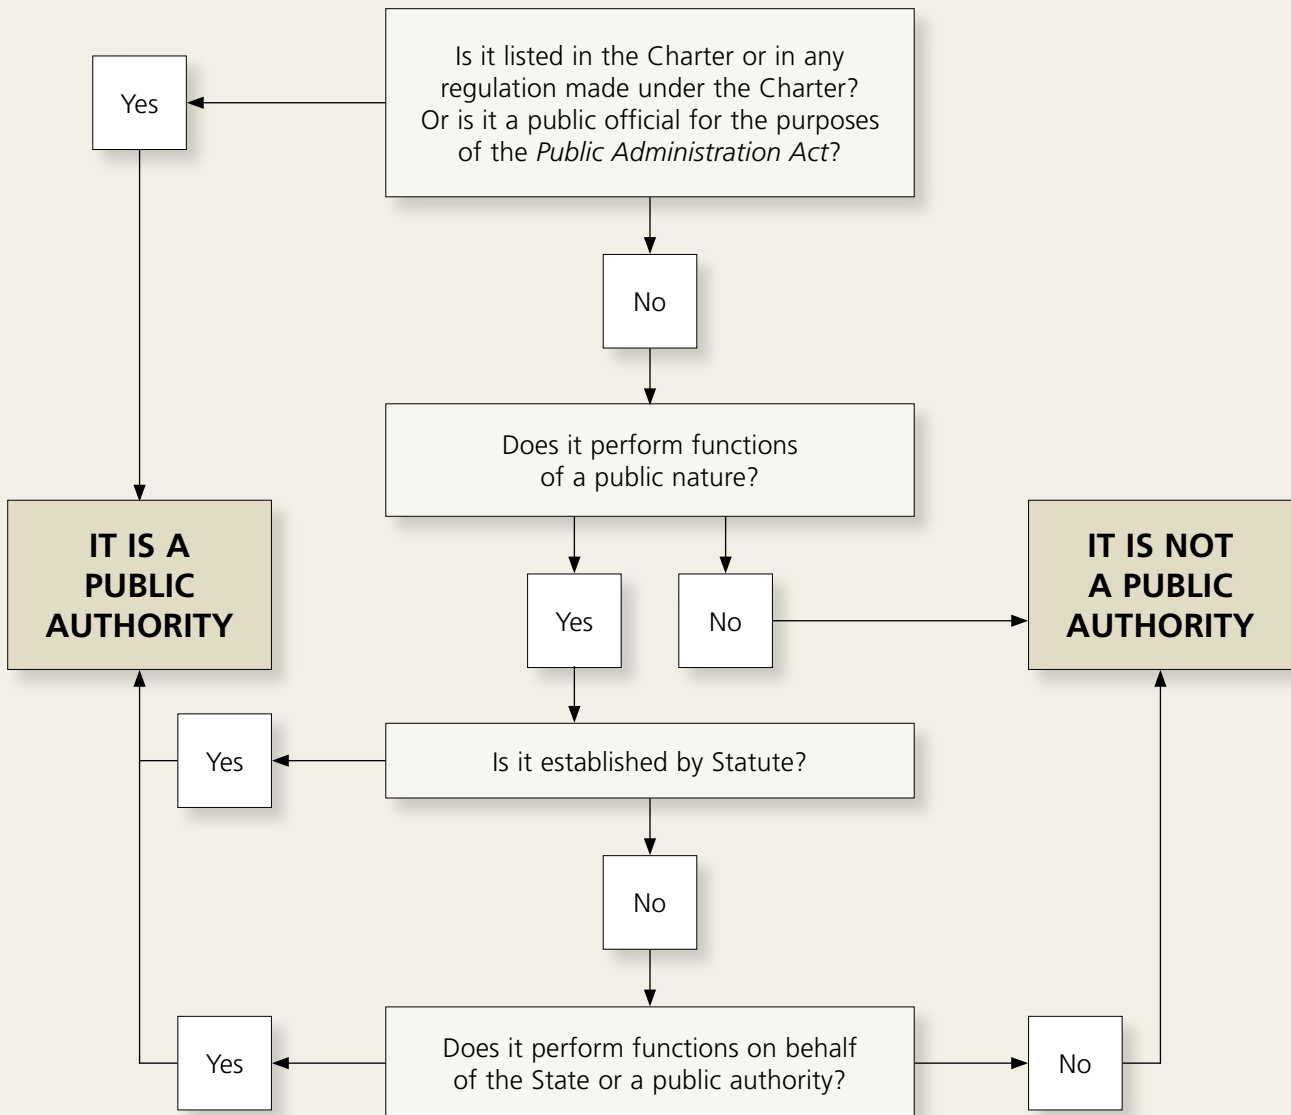 Is it listed in the Charter or in any
regulation made under the Charter?
Or is it a public official for the purposes
of the Public Administration Act?
Yes
No
Does it perform functions
of a public nature?
IT IS A
PUBLIC
AUTHORITY
Yes
No
IT IS NOT
A PUBLIC
AUTHORITY
Yes
Is it established by Statute?
No
Yes
Does it perform functions on behalf
of the State or a public authority?
No